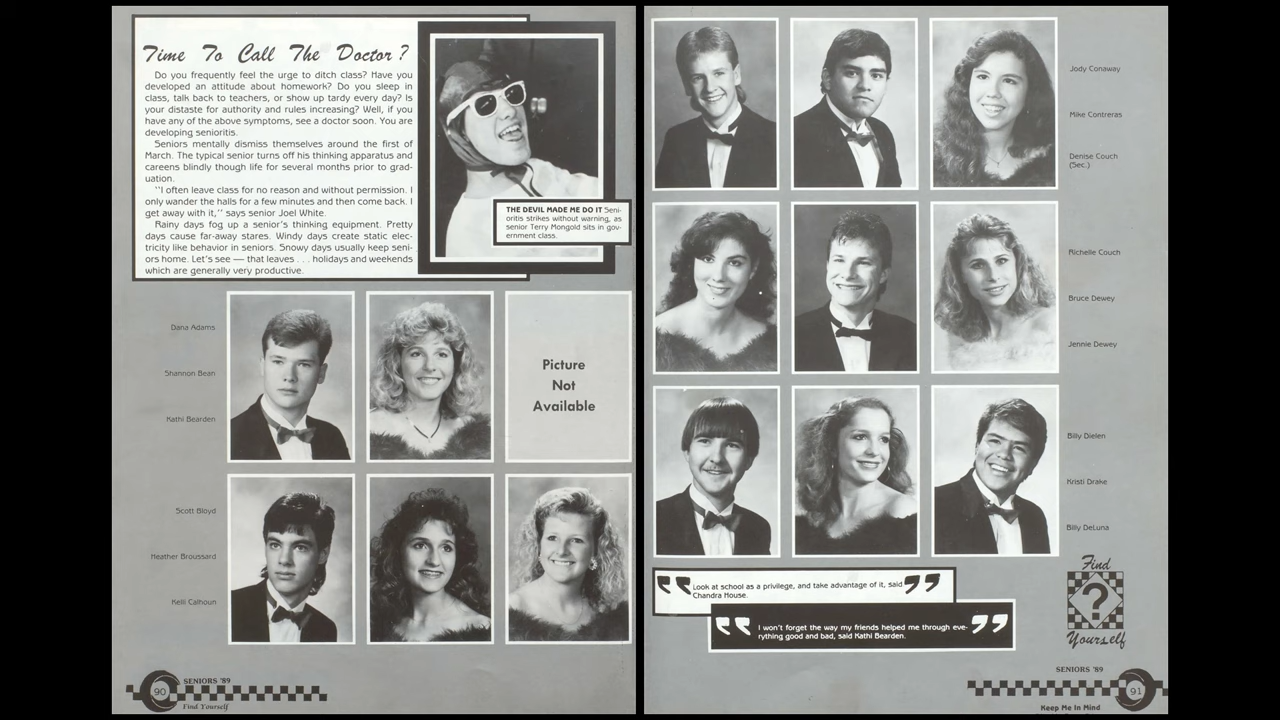 Time To Call The Doctor?
Do you frequently feel the urge to ditch class? Have you
developed an attitude about homework? Do you sleep in
class, talk back to teachers, or show up tardy every day? Is
your distaste for authority and rules increasing? Well, if you
have any of the above symptoms, see a doctor soon. You are
developing senioritis.
Seniors mentally dismiss themselves around the first of
March. The typical senior turns off his thinking apparatus and
careens blindly though life for several months prior to grad-
uation.
"I often leave class for no reason and without permission. I
only wander the halls for a few minutes and then come back. I
get away with it," says senior Joel White.
Rainy days fog up a senior's thinking equipment. Pretty
days cause far-away stares. Windy days create static elec-
tricity like behavior in seniors. Snowy days usually keep seni-
ors home. Let's see — that leaves . . . holidays and weekends
which are generally very productive.
THE DEVIL MADE ME DO IT Seni-
oritis strikes without warning, as
senior Terry Mongold sits in gov-
ernment class.
Dana Adams
Shannon Bean
Kathi Bearden
Picture
Not
Available
Scott Bloyd
Heather Broussard
Kelli Calhoun
90
SENIORS '89
Find Yourself
Jody Conaway
Mike Contreras
Denise Couch
(Sec.)
Richelle Couch
Bruce Dewey
Jennie Dewey
Billy Dielen
Kristi Drake
Billy DeLuna
"Look at school as a privilege, and take advantage of it, said"
Chandra House.
"I won't forget the way my friends helped me through eve-"
rything good and bad, said Kathi Bearden.
Find
?
Yourself
SENIORS '89
91
Keep Me In Mind